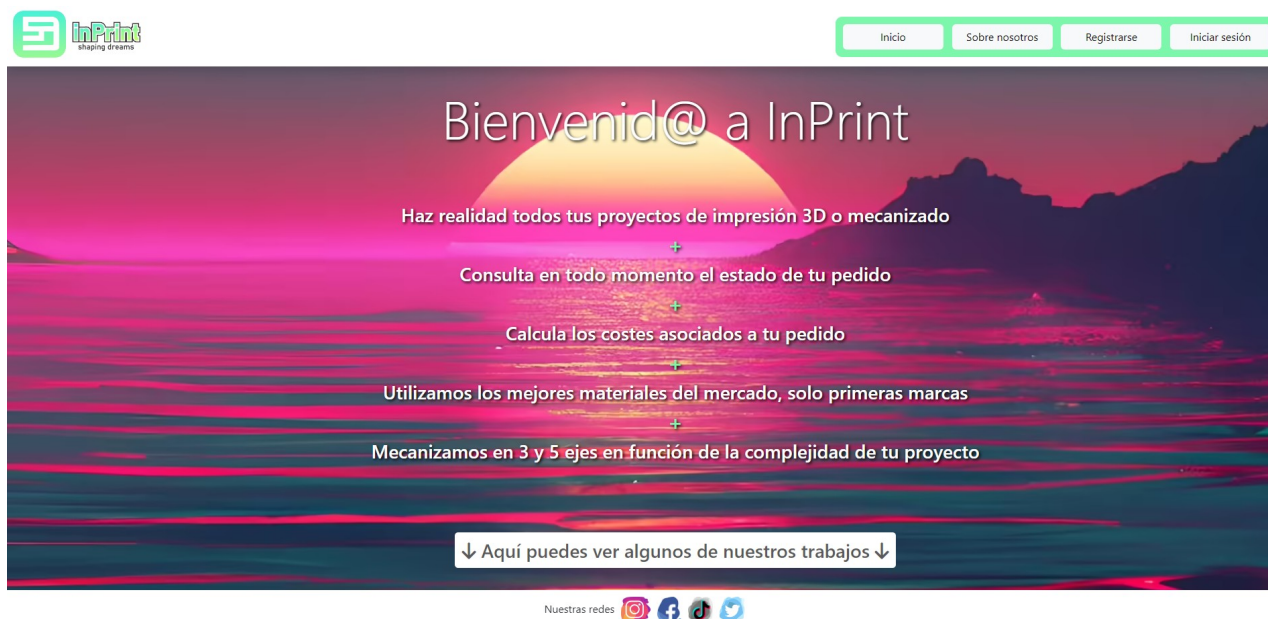 inPrint
shaping dreams
Inicio
Sobre nosotros
Registrarse
Iniciar sesión
Bienvenid@ a InPrint
Haz realidad todos tus proyectos de impresión 3D o mecanizado
+
Consulta en todo momento el estado de tu pedido
+
Calcula los costes asociados a tu pedido
+
Utilizamos los mejores materiales del mercado, solo primeras marcas
+
Mecanizamos en 3 y 5 ejes en función de la complejidad de tu proyecto
↓ Aquí puedes ver algunos de nuestros trabajos ↓
Nuestras redes